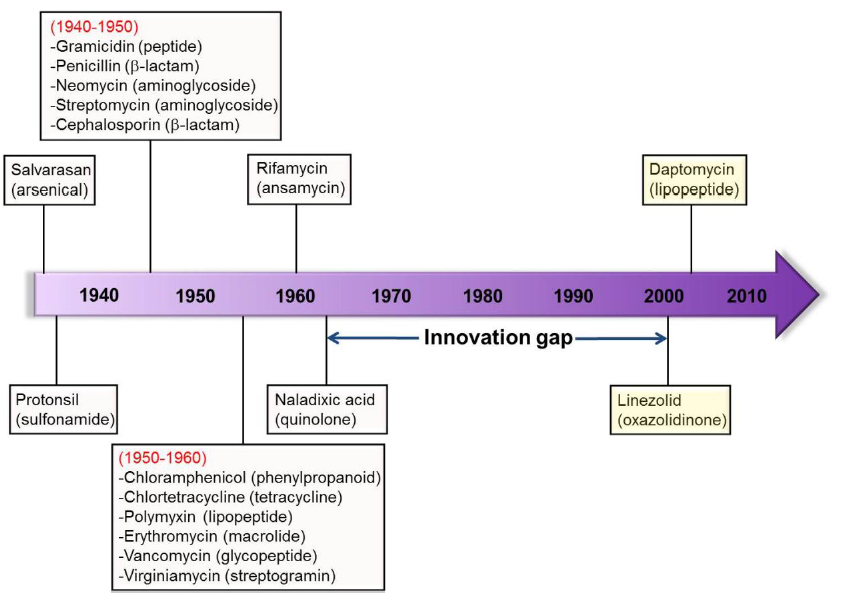 (1940-1950)
-Gramicidin (peptide)
-Penicillin (β-lactam)
-Neomycin (aminoglycoside)
-Streptomycin (aminoglycoside)
-Cephalosporin (β-lactam)
Salvarasan
(arsenical)
Rifamycin
(ansamycin)
Daptomycin
(lipopeptide)
1940 1950 1960 1970 1980 1990 2000 2010
Innovation gap
Protonsil
(sulfonamide)
Naladixic acid
(quinolone)
Linezolid
(oxazolidinone)
(1950-1960)
-Chloramphenicol (phenylpropanoid)
-Chlortetracycline (tetracycline)
-Polymyxin (lipopeptide)
-Erythromycin (macrolide)
-Vancomycin (glycopeptide)
-Virginiamycin (streptogramin)